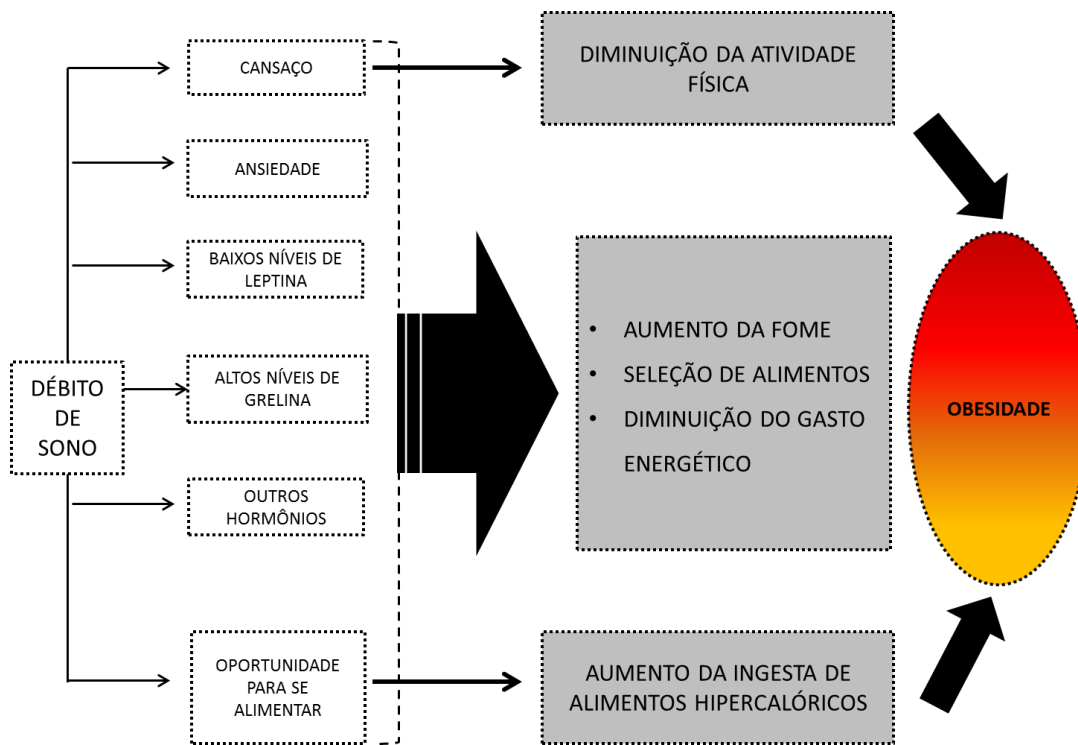 CANSAÇO
DIMINUIÇÃO DA ATIVIDADE
FÍSICA
ANSIEDADE
BAIXOS NÍVEIS DE
LEPTINA
DÉBITO
DE
SONO
ALTOS NÍVEIS DE
GRELINA
• AUMENTO DA FOME
• SELEÇÃO DE ALIMENTOS
• DIMINUIÇÃO DO GASTO
ENERGÉTICO
OBESIDADE
OUTROS
HORMÔNIOS
OPORTUNIDADE
PARA SE
ALIMENTAR
AUMENTO DA INGESTA DE
ALIMENTOS HIPERCALÓRICOS